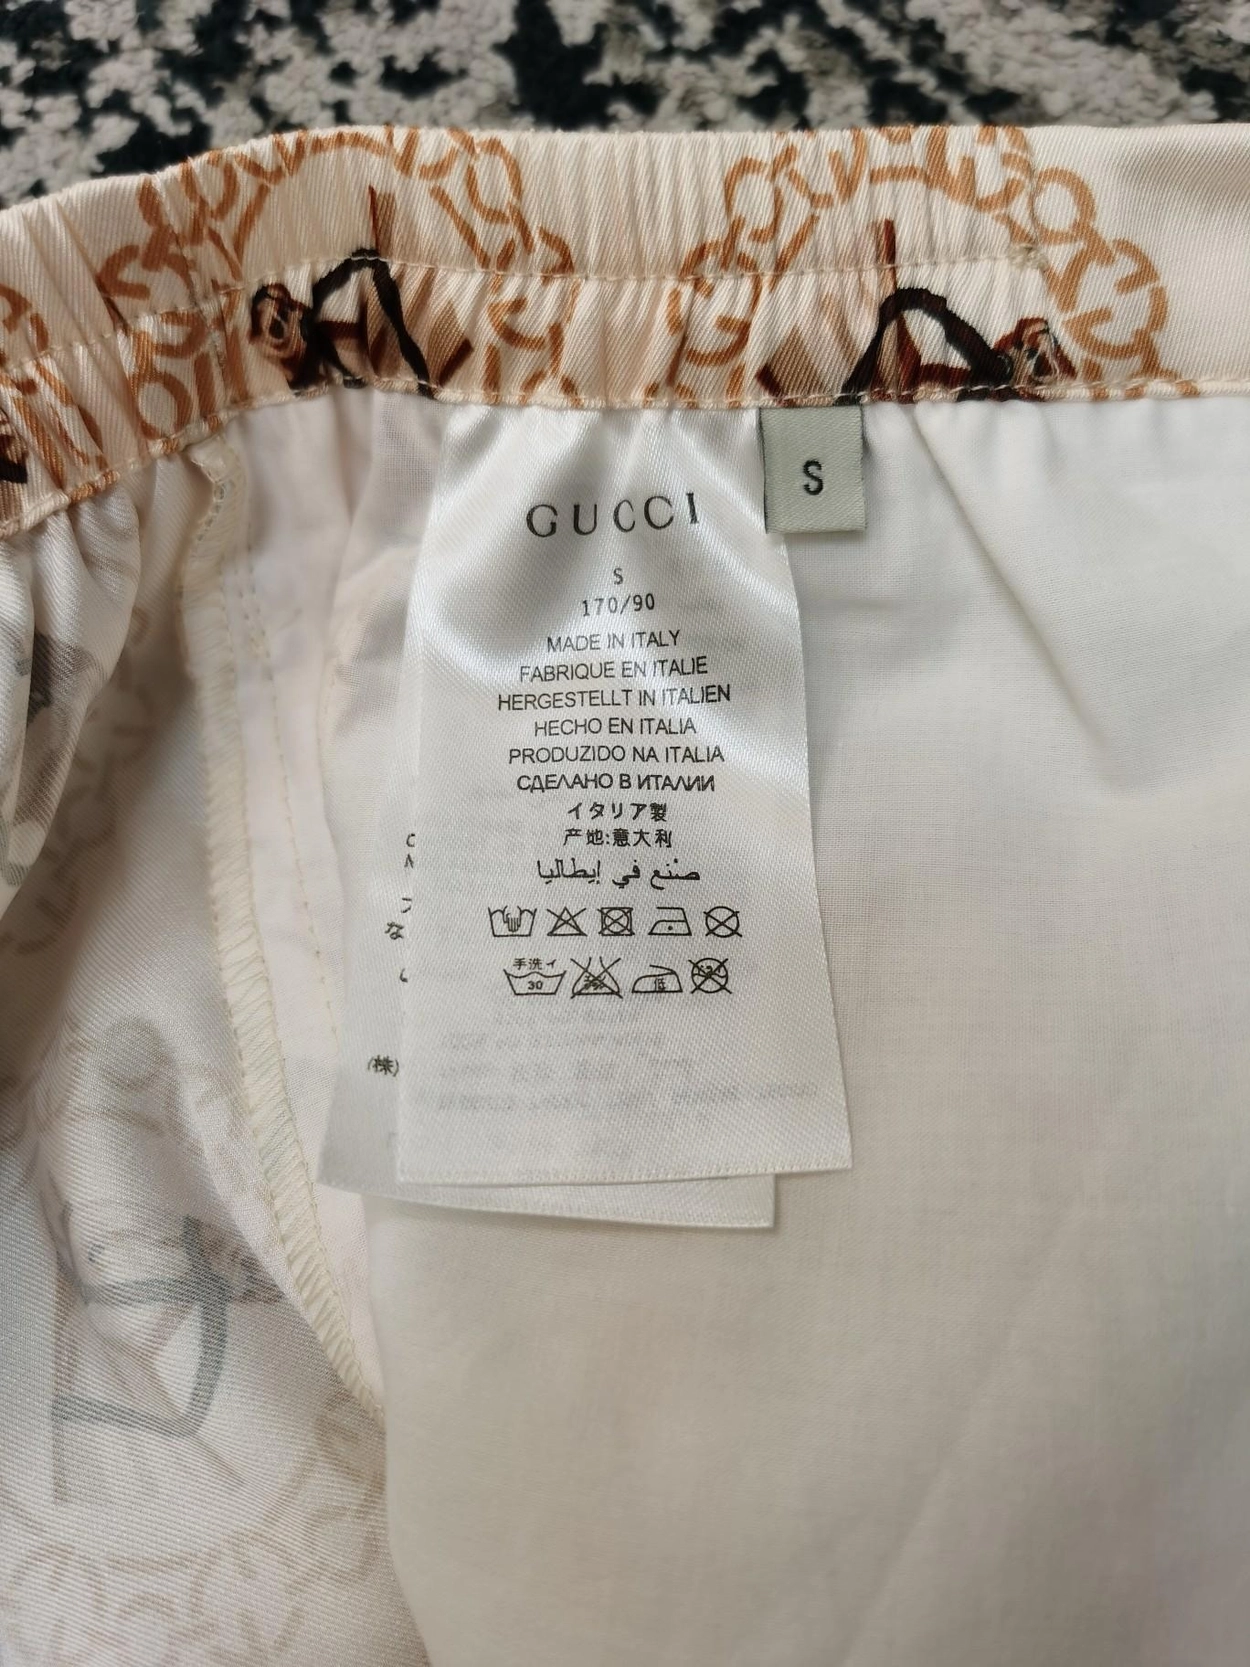 GUCCI
S
S
170/90
MADE IN ITALY
FABRIQUE EN ITALIE
HERGESTELLT IN ITALIEN
HECHO EN ITALIA
PRODUZIDO NA ITALIA
СДЕЛАНО В ИТАЛИИ
イタリア製
产地:意大利
صنع في إيطاليا
手洗イ
30
低
な
(株)